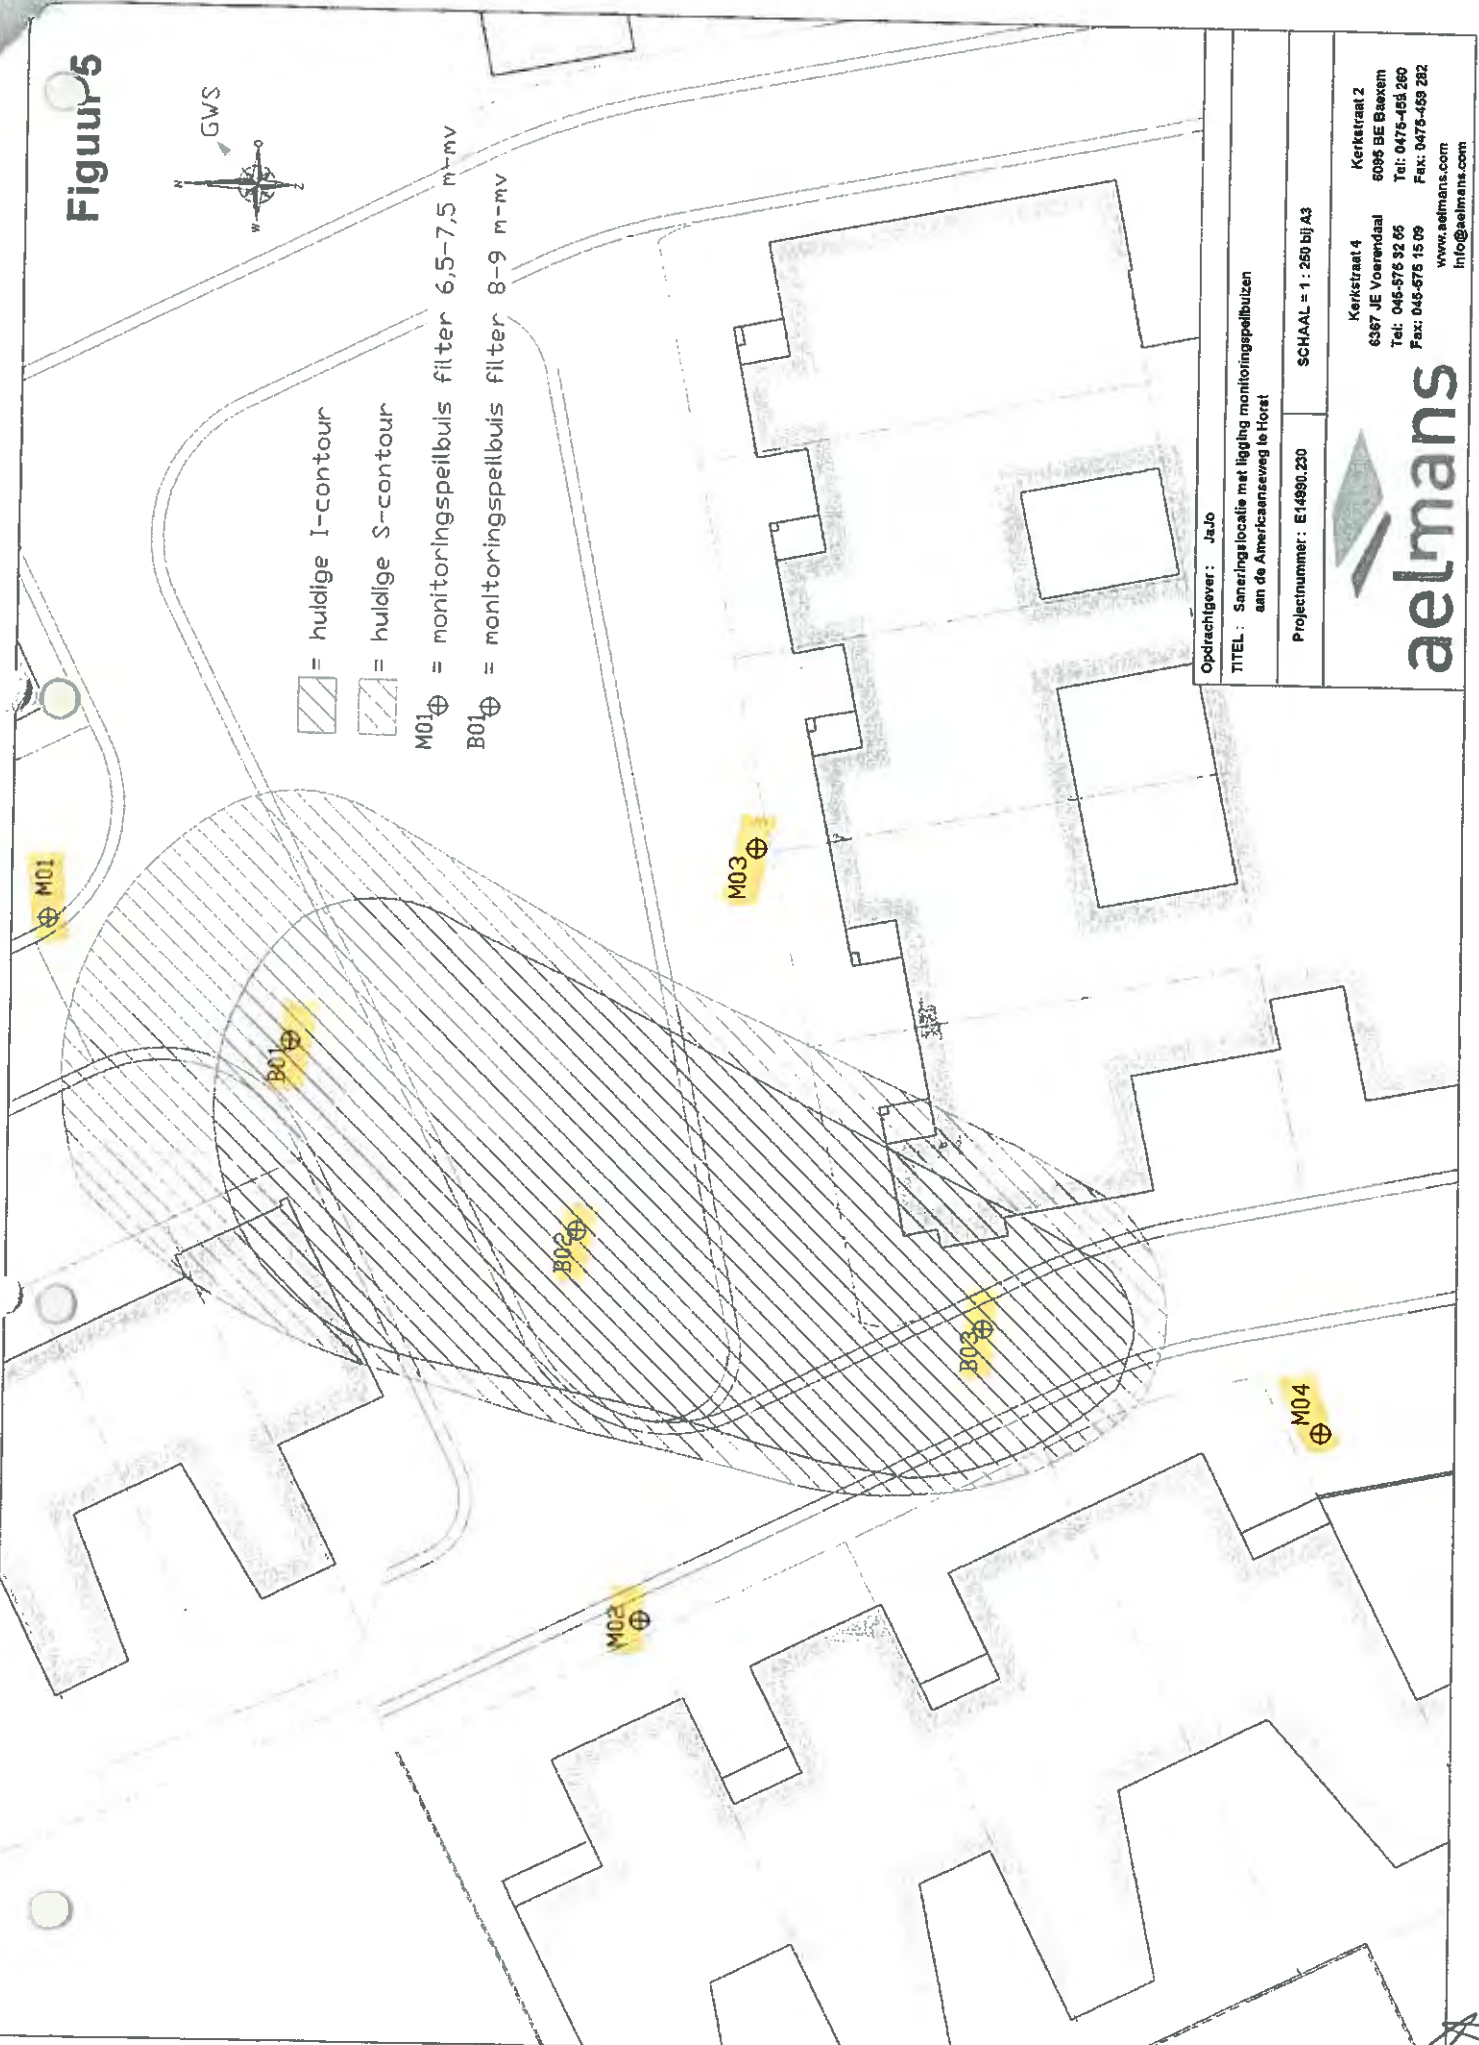 Figuur 5
GWS
N
W
O
Z
= huidige I-contour
= huidige S-contour
M01 = monitoringspeilbuis filter 6,5-7,5 m-mv
B01 = monitoringspeilbuis filter 8-9 m-mv
M01
B01
B02
B03
M02
M03
M04
Opdrachtgever : JaJo
TITEL : Saneringslocatie met ligging monitoringspeilbuizen
aan de Americaanseweg te Horst
Projectnummer : E14990.230
SCHAAL = 1 : 250 bij A3
Kerkstraat 4
6367 JE Voerendaal
Tel: 045-575 32 55
Fax: 045-575 15 09
Kerkstraat 2
6095 BE Baexem
Tel: 0475-459 260
Fax: 0475-459 282
www.aelmans.com
info@aelmans.com
aelmans